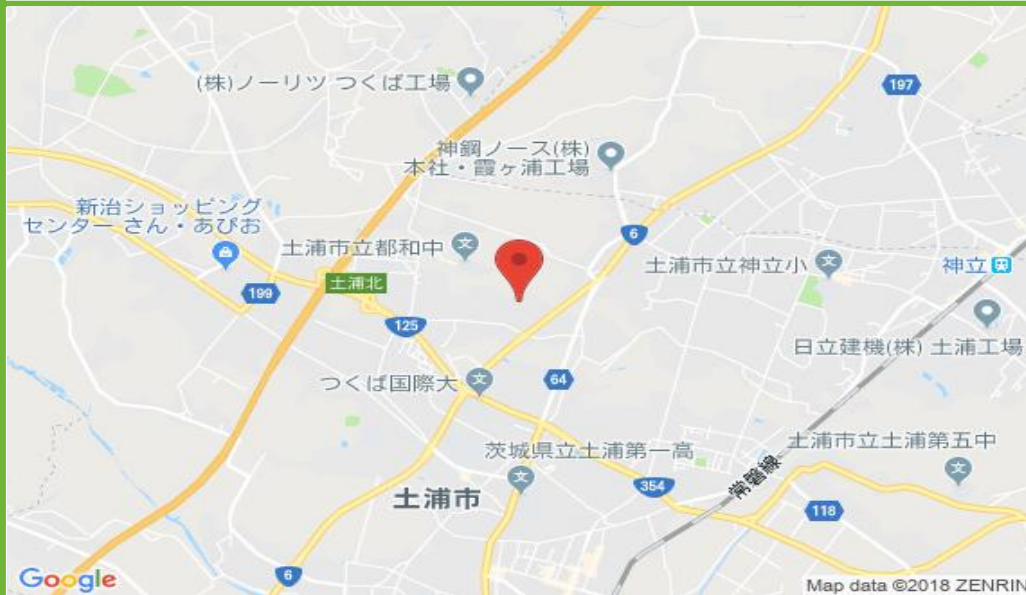 (株)ノーリツ つくば工場
197
神鋼ノース(株)
本社・霞ヶ浦工場
新治ショッピング
センター さん・あぴお
土浦市立都和中
6
土浦市立神立小
神立
土浦北
199
125
日立建機(株) 土浦工場
つくば国際大
64
茨城県立土浦第一高
土浦市立土浦第五中
常磐線
354
土浦市
118
6
Google
Map data ©2018 ZENRIN
文
文
文
文
文